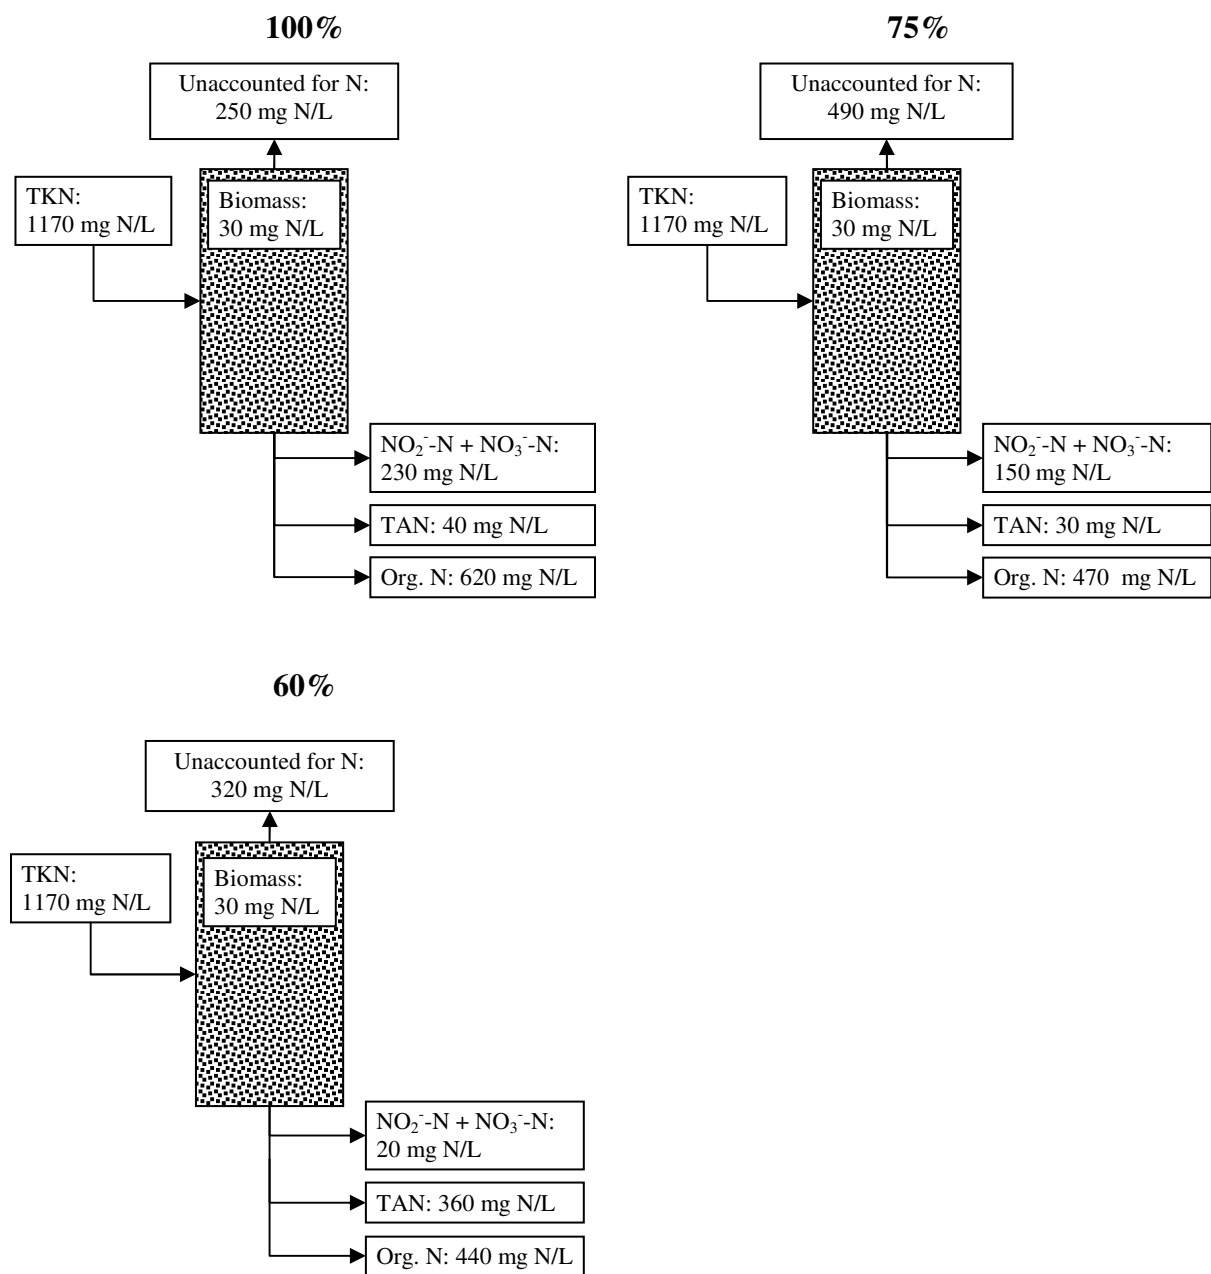 100%
Unaccounted for N:
250 mg N/L
TKN:
1170 mg N/L
Biomass:
30 mg N/L
NO₂⁻-N + NO₃⁻-N:
230 mg N/L
TAN: 40 mg N/L
Org. N: 620 mg N/L
75%
Unaccounted for N:
490 mg N/L
TKN:
1170 mg N/L
Biomass:
30 mg N/L
NO₂⁻-N + NO₃⁻-N:
150 mg N/L
TAN: 30 mg N/L
Org. N: 470 mg N/L
60%
Unaccounted for N:
320 mg N/L
TKN:
1170 mg N/L
Biomass:
30 mg N/L
NO₂⁻-N + NO₃⁻-N:
20 mg N/L
TAN: 360 mg N/L
Org. N: 440 mg N/L